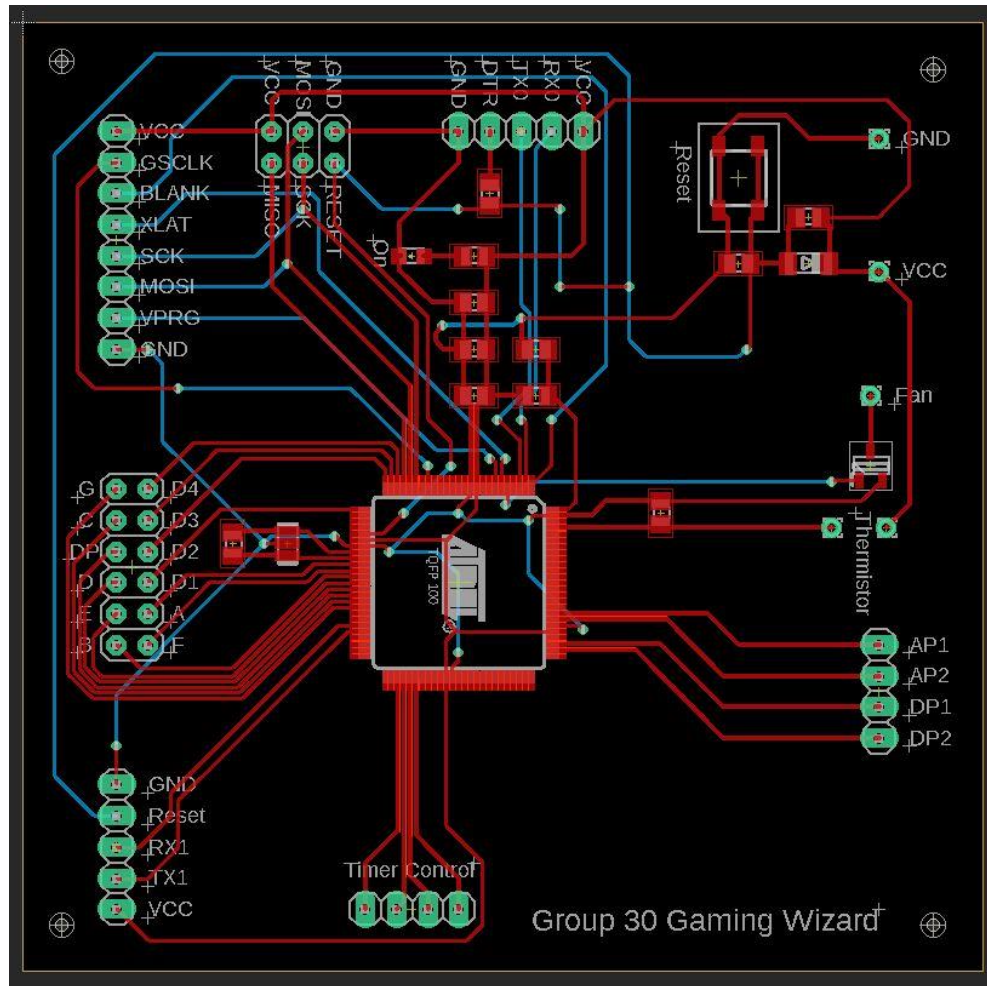 VCC
MOSI
GND
GND
DTR
TX0
RX0
VCC
VCC
GSCLK
BLANK
XLAT
SCK
MOSI
VPRG
GND
MISO
SCK
RESET
On
Reset
GND
VCC
Fan
Thermistor
G
C
DP
D
E
B
D4
D3
D2
D1
A
F
TQFP 100
AP1
AP2
DP1
DP2
GND
Reset
RX1
TX1
VCC
Timer Control
Group 30 Gaming Wizard